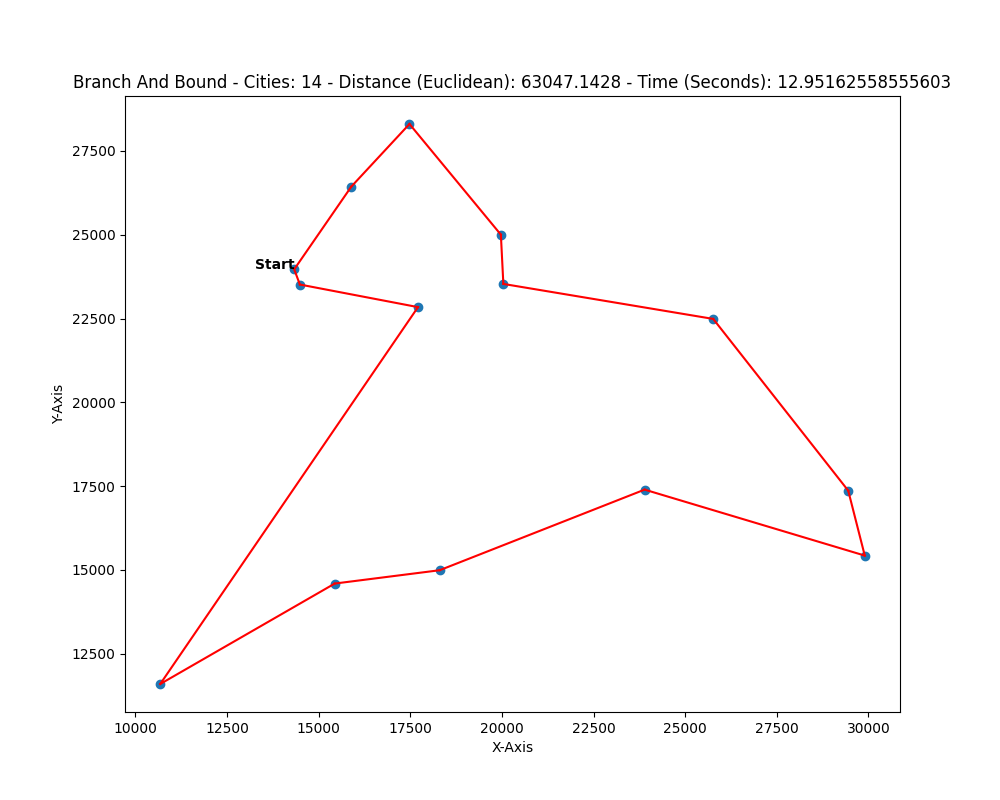 Branch And Bound - Cities: 14 - Distance (Euclidean): 63047.1428 - Time (Seconds): 12.95162558555603
27500
25000
Start
22500
20000
17500
15000
12500
Y-Axis
10000 12500 15000 17500 20000 22500 25000 27500 30000
X-Axis